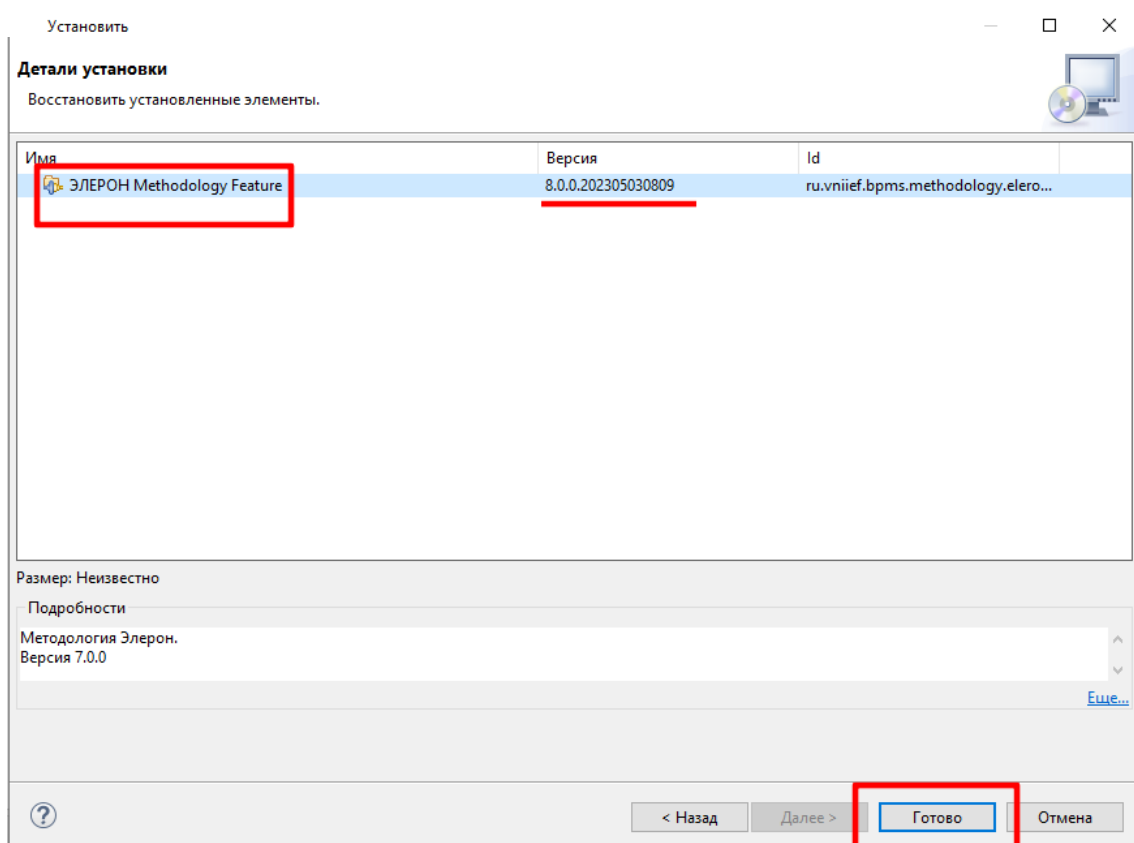 Установить
Детали установки
Восстановить установленные элементы.
Имя Версия Id
ЭЛЕРОН Methodology Feature 8.0.0.202305030809 ru.vniief.bpms.methodology.elero...
Размер: Неизвестно
Подробности
Методология Элерон.
Версия 7.0.0
Еще...
< Назад Далее > Готово Отмена